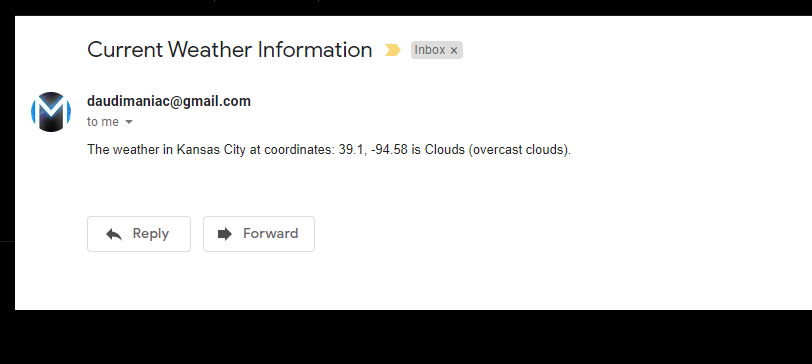 Current Weather Information
Inbox ×
daudimaniac@gmail.com
to me
The weather in Kansas City at coordinates: 39.1, -94.58 is Clouds (overcast clouds).
Reply
Forward